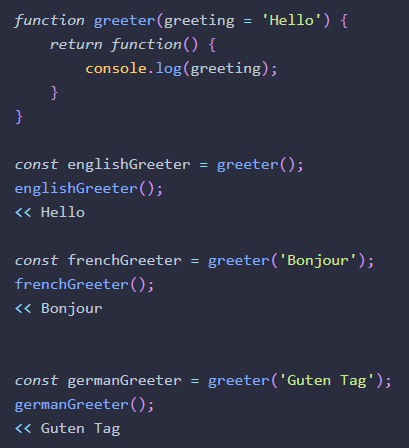 function greeter(greeting = 'Hello') {
    return function() {
        console.log(greeting);
    }
}

const englishGreeter = greeter();
englishGreeter();
<< Hello

const frenchGreeter = greeter('Bonjour');
frenchGreeter();
<< Bonjour

const germanGreeter = greeter('Guten Tag');
germanGreeter();
<< Guten Tag